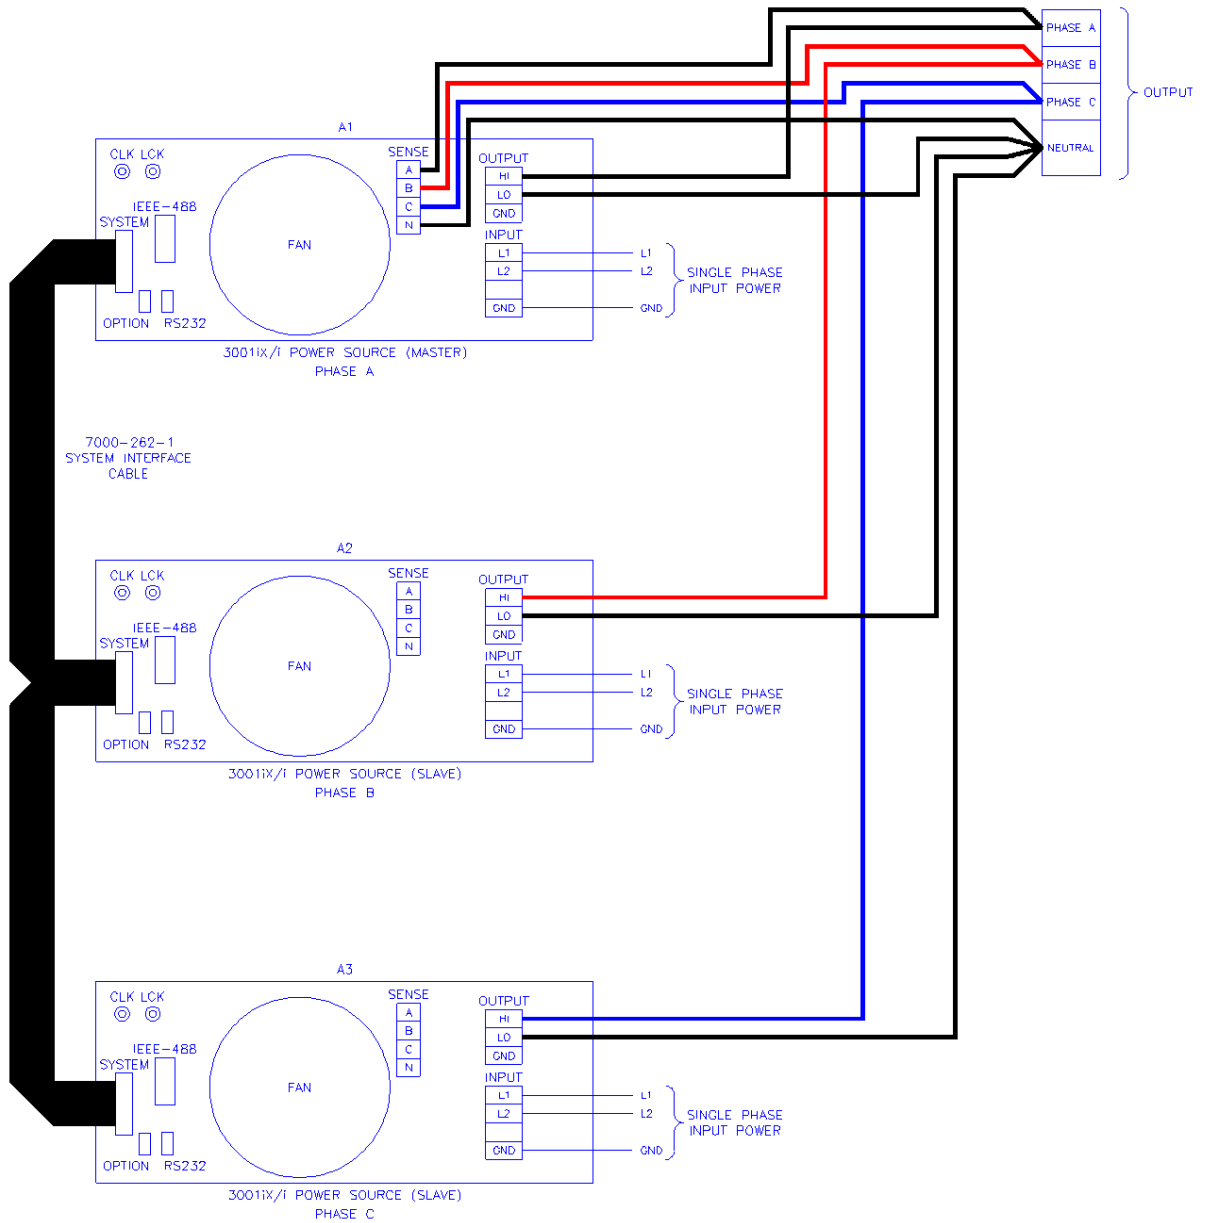 PHASE A
PHASE B
PHASE C
NEUTRAL
OUTPUT
A1
CLK LCK
SENSE
A
B
C
N
OUTPUT
HI
LO
GND
IEEE-488
SYSTEM
FAN
INPUT
L1
L2
GND
L1
L2
GND
SINGLE PHASE
INPUT POWER
OPTION RS232
3001iX/i POWER SOURCE (MASTER)
PHASE A
7000-262-1
SYSTEM INTERFACE
CABLE
A2
CLK LCK
SENSE
A
B
C
N
OUTPUT
HI
LO
GND
IEEE-488
SYSTEM
FAN
INPUT
L1
L2
GND
L1
L2
GND
SINGLE PHASE
INPUT POWER
OPTION RS232
3001iX/i POWER SOURCE (SLAVE)
PHASE B
A3
CLK LCK
SENSE
A
B
C
N
OUTPUT
HI
LO
GND
IEEE-488
SYSTEM
FAN
INPUT
L1
L2
GND
L1
L2
GND
SINGLE PHASE
INPUT POWER
OPTION RS232
3001iX/i POWER SOURCE (SLAVE)
PHASE C